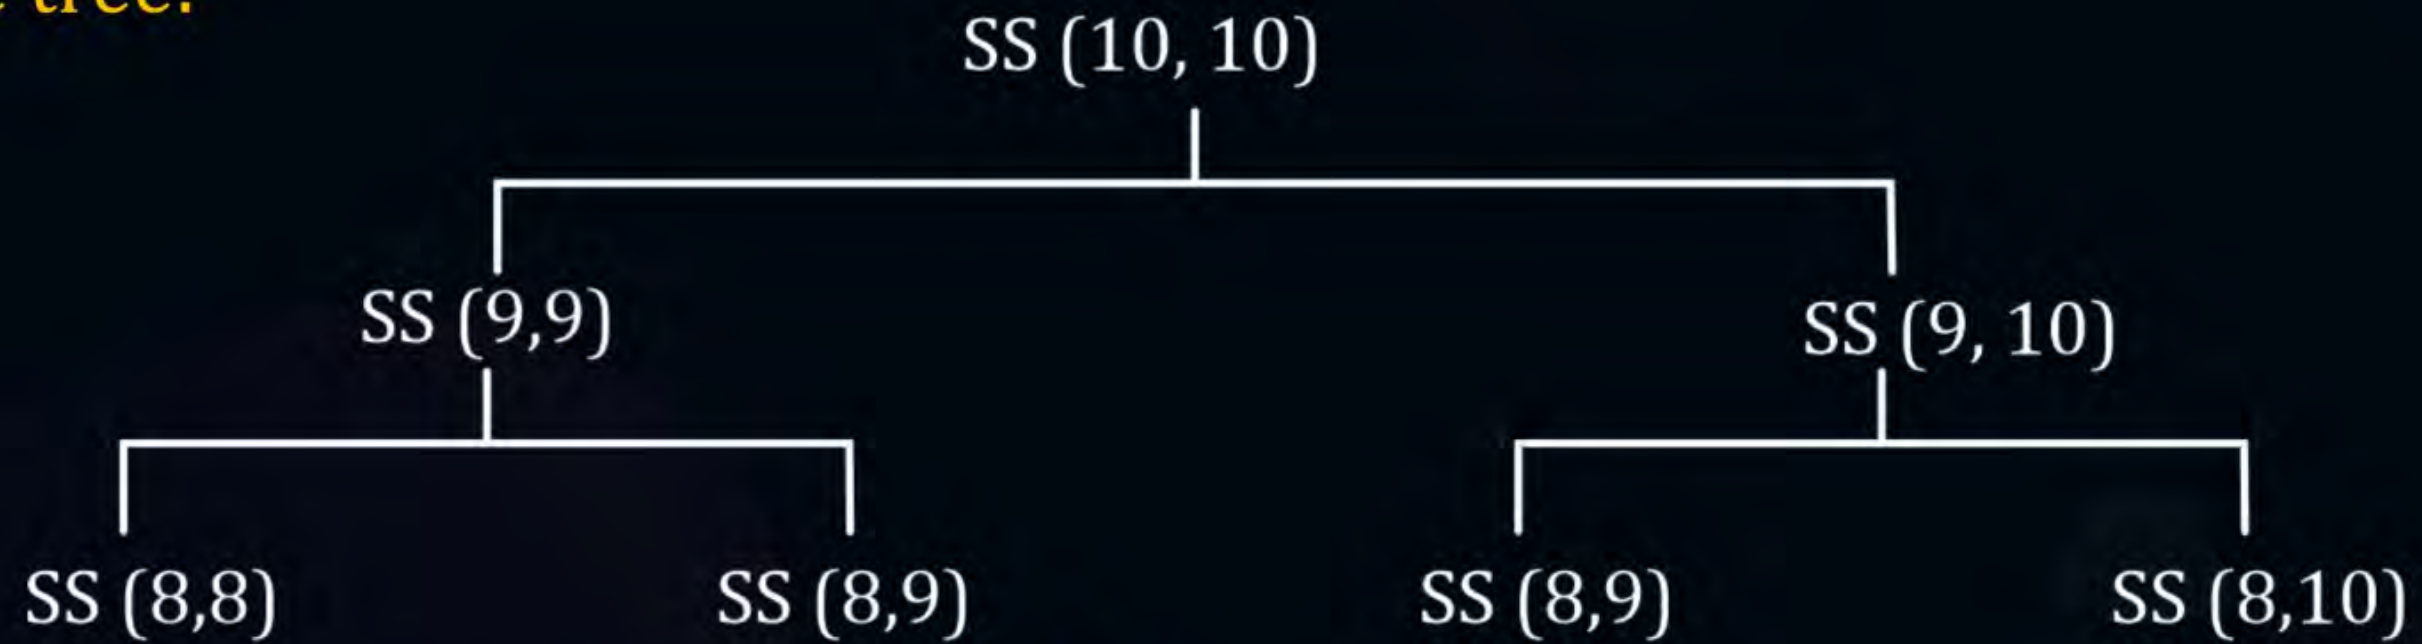 tree.
SS (10, 10)
SS (9,9) SS (9, 10)
SS (8,8) SS (8,9) SS (8,9) SS (8,10)